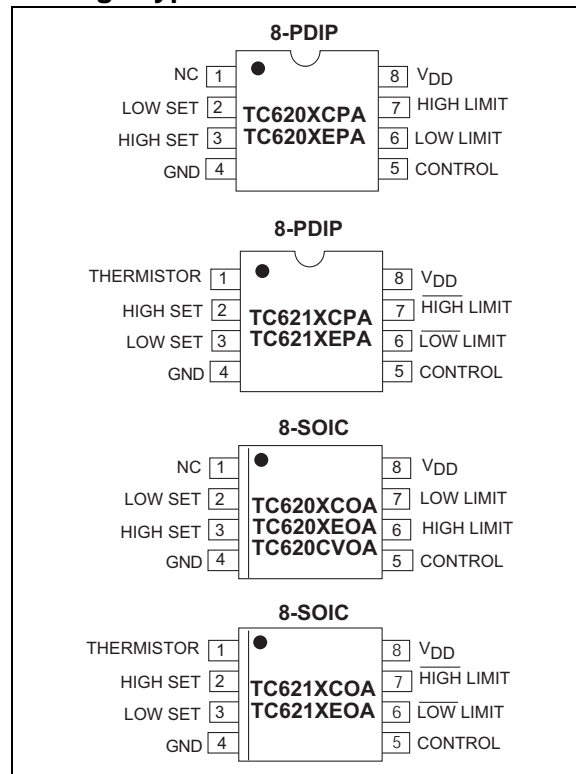 8-PDIP
NC 1 8 VDD
LOW SET 2 TC620XCPA 7 HIGH LIMIT
HIGH SET 3 TC620XEPA 6 LOW LIMIT
GND 4 5 CONTROL
8-PDIP
THERMISTOR 1 8 VDD
HIGH SET 2 TC621XCPA 7 HIGH LIMIT
LOW SET 3 TC621XEPA 6 LOW LIMIT
GND 4 5 CONTROL
8-SOIC
NC 1 8 VDD
LOW SET 2 TC620XCOA 7 LOW LIMIT
HIGH SET 3 TC620XEOA 6 HIGH LIMIT
TC620CVOA
GND 4 5 CONTROL
8-SOIC
THERMISTOR 1 8 VDD
HIGH SET 2 TC621XCOA 7 HIGH LIMIT
LOW SET 3 TC621XEOA 6 LOW LIMIT
GND 4 5 CONTROL